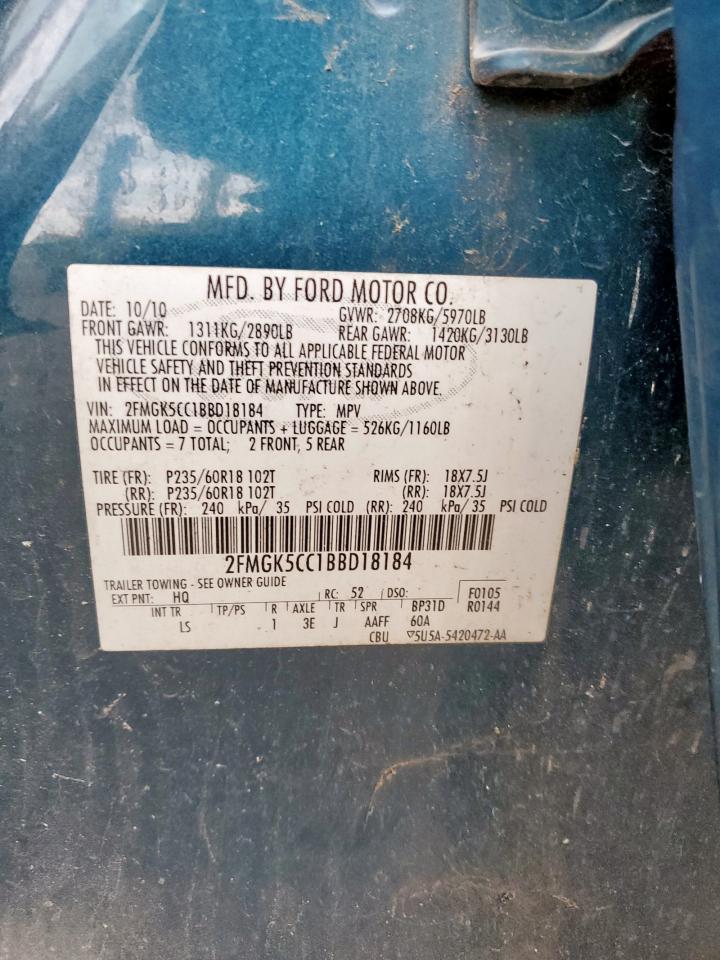 MFD. BY FORD MOTOR CO.
DATE: 10/10 GVWR: 2708KG/5970LB
FRONT GAWR: 1311KG/2890LB REAR GAWR: 1420KG/3130LB
THIS VEHICLE CONFORMS TO ALL APPLICABLE FEDERAL MOTOR
VEHICLE SAFETY AND THEFT PREVENTION STANDARDS
IN EFFECT ON THE DATE OF MANUFACTURE SHOWN ABOVE.
VIN: 2FMGK5CC1BBD18184 TYPE: MPV
MAXIMUM LOAD = OCCUPANTS + LUGGAGE = 526KG/1160LB
OCCUPANTS = 7 TOTAL; 2 FRONT, 5 REAR
TIRE (FR): P235/60R18 102T RIMS (FR): 18X7.5J
(RR): P235/60R18 102T (RR): 18X7.5J
PRESSURE (FR): 240 kPa/ 35 PSI COLD (RR): 240 kPa/ 35 PSI COLD
2FMGK5CC1BBD18184
TRAILER TOWING - SEE OWNER GUIDE
EXT PNT: HQ RC: 52 DSO: F0105
INT TR TP/PS R AXLE TR SPR BP31D R0144
LS 1 3E J AAFF 60A
CBU ▽5U5A-5420472-AA